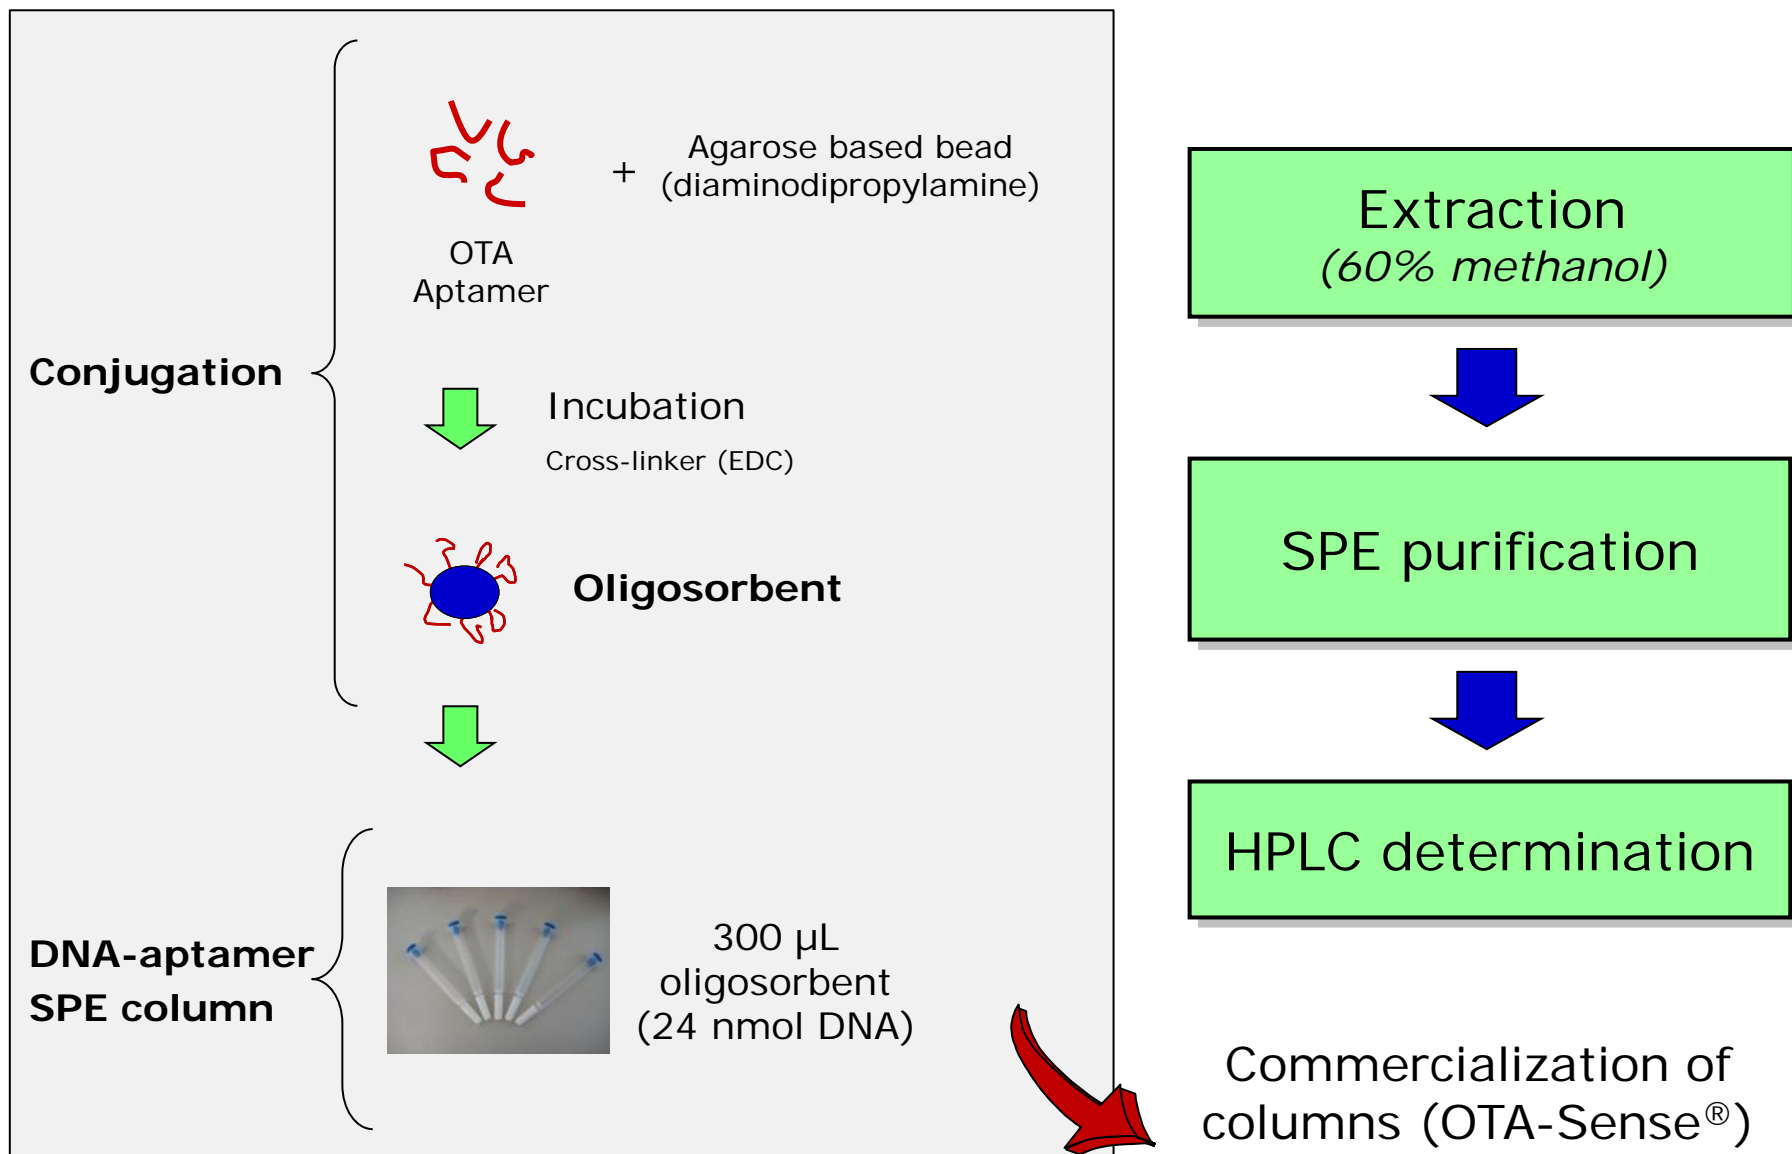 Conjugation
OTA
Aptamer
+
Agarose based bead
(diaminodipropylamine)
Incubation
Cross-linker (EDC)
Oligosorbent
DNA-aptamer
SPE column
300 µL
oligosorbent
(24 nmol DNA)
Extraction
(60% methanol)
SPE purification
HPLC determination
Commercialization of
columns (OTA-Sense®)